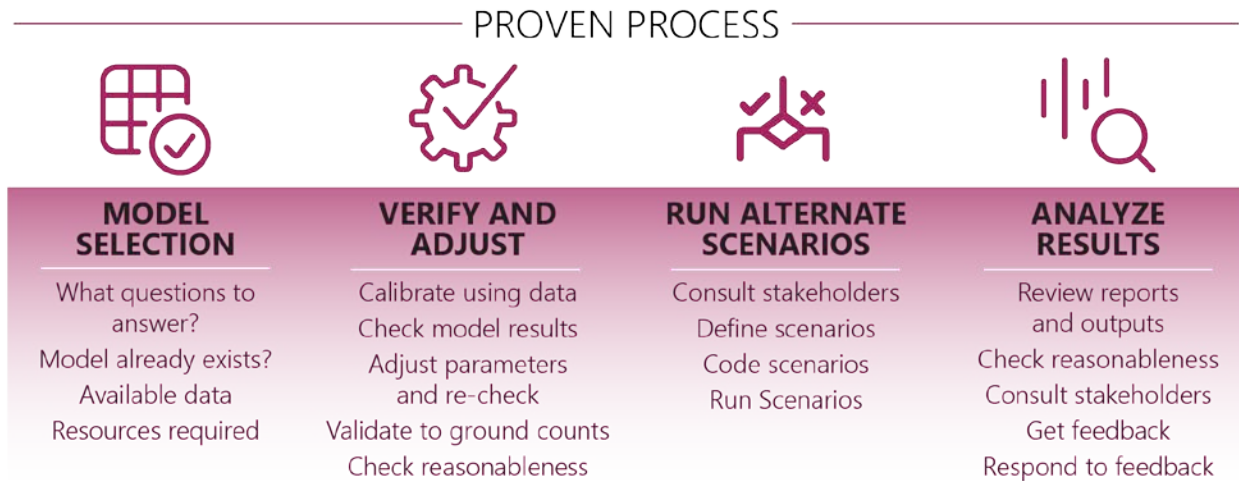 PROVEN PROCESS
MODEL
SELECTION
What questions to
answer?
Model already exists?
Available data
Resources required
VERIFY AND
ADJUST
Calibrate using data
Check model results
Adjust parameters
and re-check
Validate to ground counts
Check reasonableness
RUN ALTERNATE
SCENARIOS
Consult stakeholders
Define scenarios
Code scenarios
Run Scenarios
ANALYZE
RESULTS
Review reports
and outputs
Check reasonableness
Consult stakeholders
Get feedback
Respond to feedback